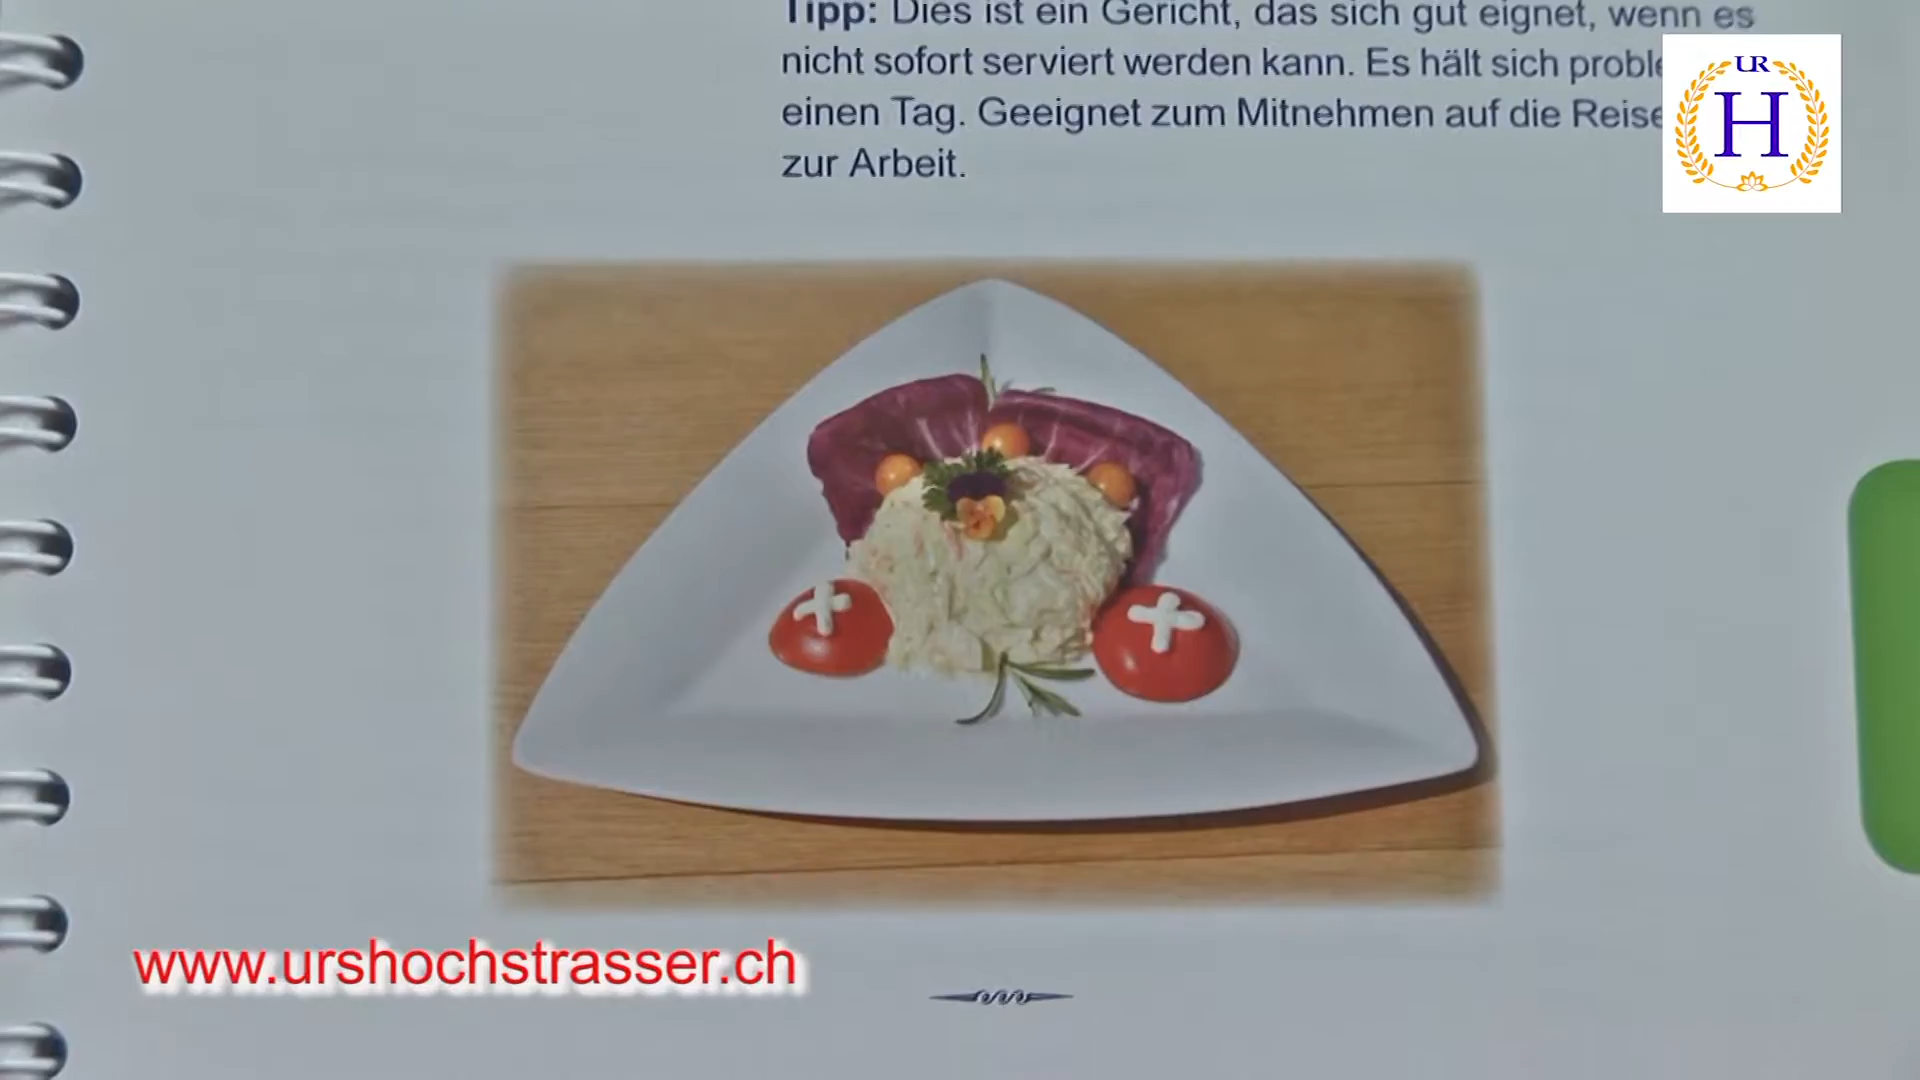 Tipp: Dies ist ein Gericht, das sich gut eignet, wenn es
nicht sofort serviert werden kann. Es hält sich
einen Tag. Geeignet zum Mitnehmen auf die Reise
zur Arbeit.
UR
H
www.urshochstrasser.ch